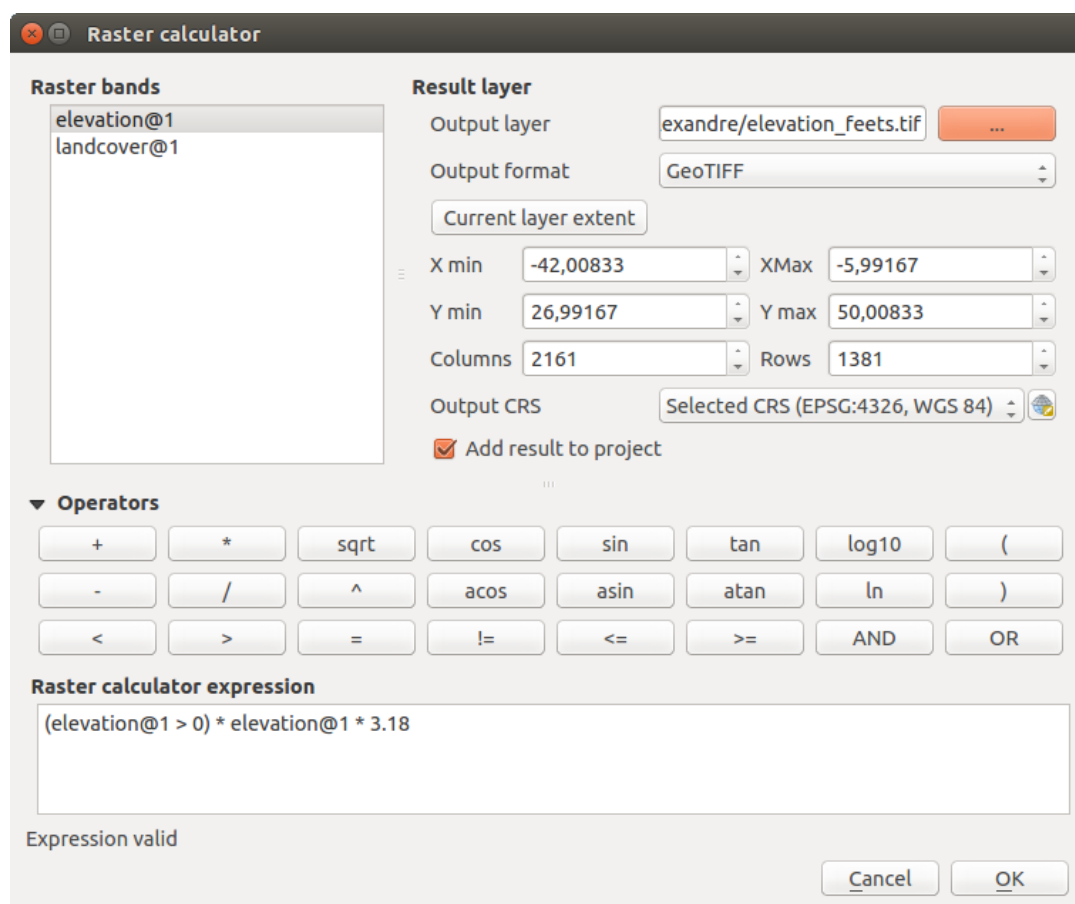 Raster calculator
Raster bands
elevation@1
landcover@1
Result layer
Output layer
exandre/elevation_feets.tif
...
Output format
GeoTIFF
Current layer extent
X min
-42,00833
XMax
-5,99167
Y min
26,99167
Y max
50,00833
Columns
2161
Rows
1381
Output CRS
Selected CRS (EPSG:4326, WGS 84)
Add result to project
Operators
+
*
sqrt
cos
sin
tan
log10
(
-
/
^
acos
asin
atan
ln
)
<
>
=
!=
<=
>=
AND
OR
Raster calculator expression
(elevation@1 > 0) * elevation@1 * 3.18
Expression valid
Cancel
OK